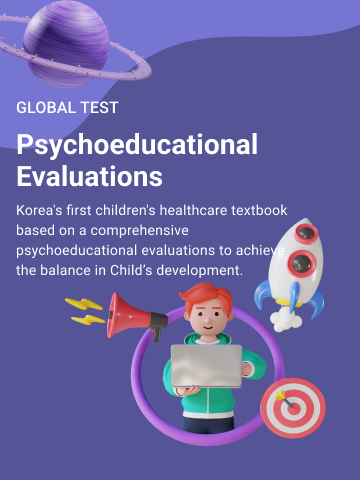 GLOBAL TEST
Psychoeducational
Evaluations
Korea's first children's healthcare textbook
based on a comprehensive
psychoeducational evaluations to achieve
the balance in Child’s development.